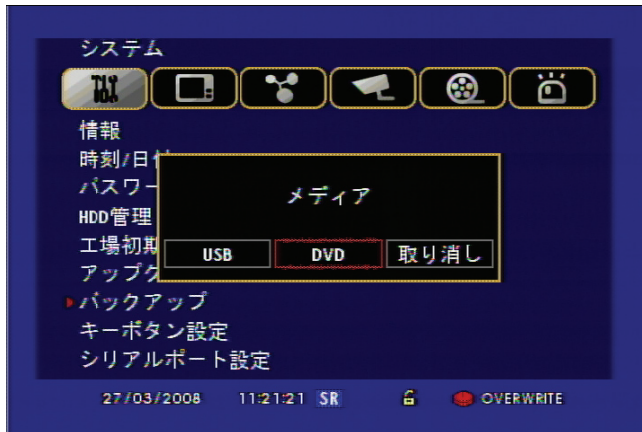 システム
情報
時刻/日付
パスワー
HDD管理
メディア
工場初期
USB DVD 取り消し
アップグ
バックアップ
キーボタン設定
シリアルポート設定
27/03/2008 11:21:21 SR OVERWRITE